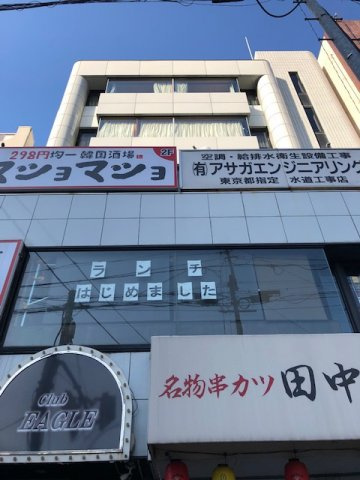 298円均一 韓国酒場
マショマショ
2F
空調・給排水衛生設備工事
(有)アサガエンジニアリング
東京都指定 水道工事店
ランチ
はじめました
Club
EAGLE
名物串カツ 田中